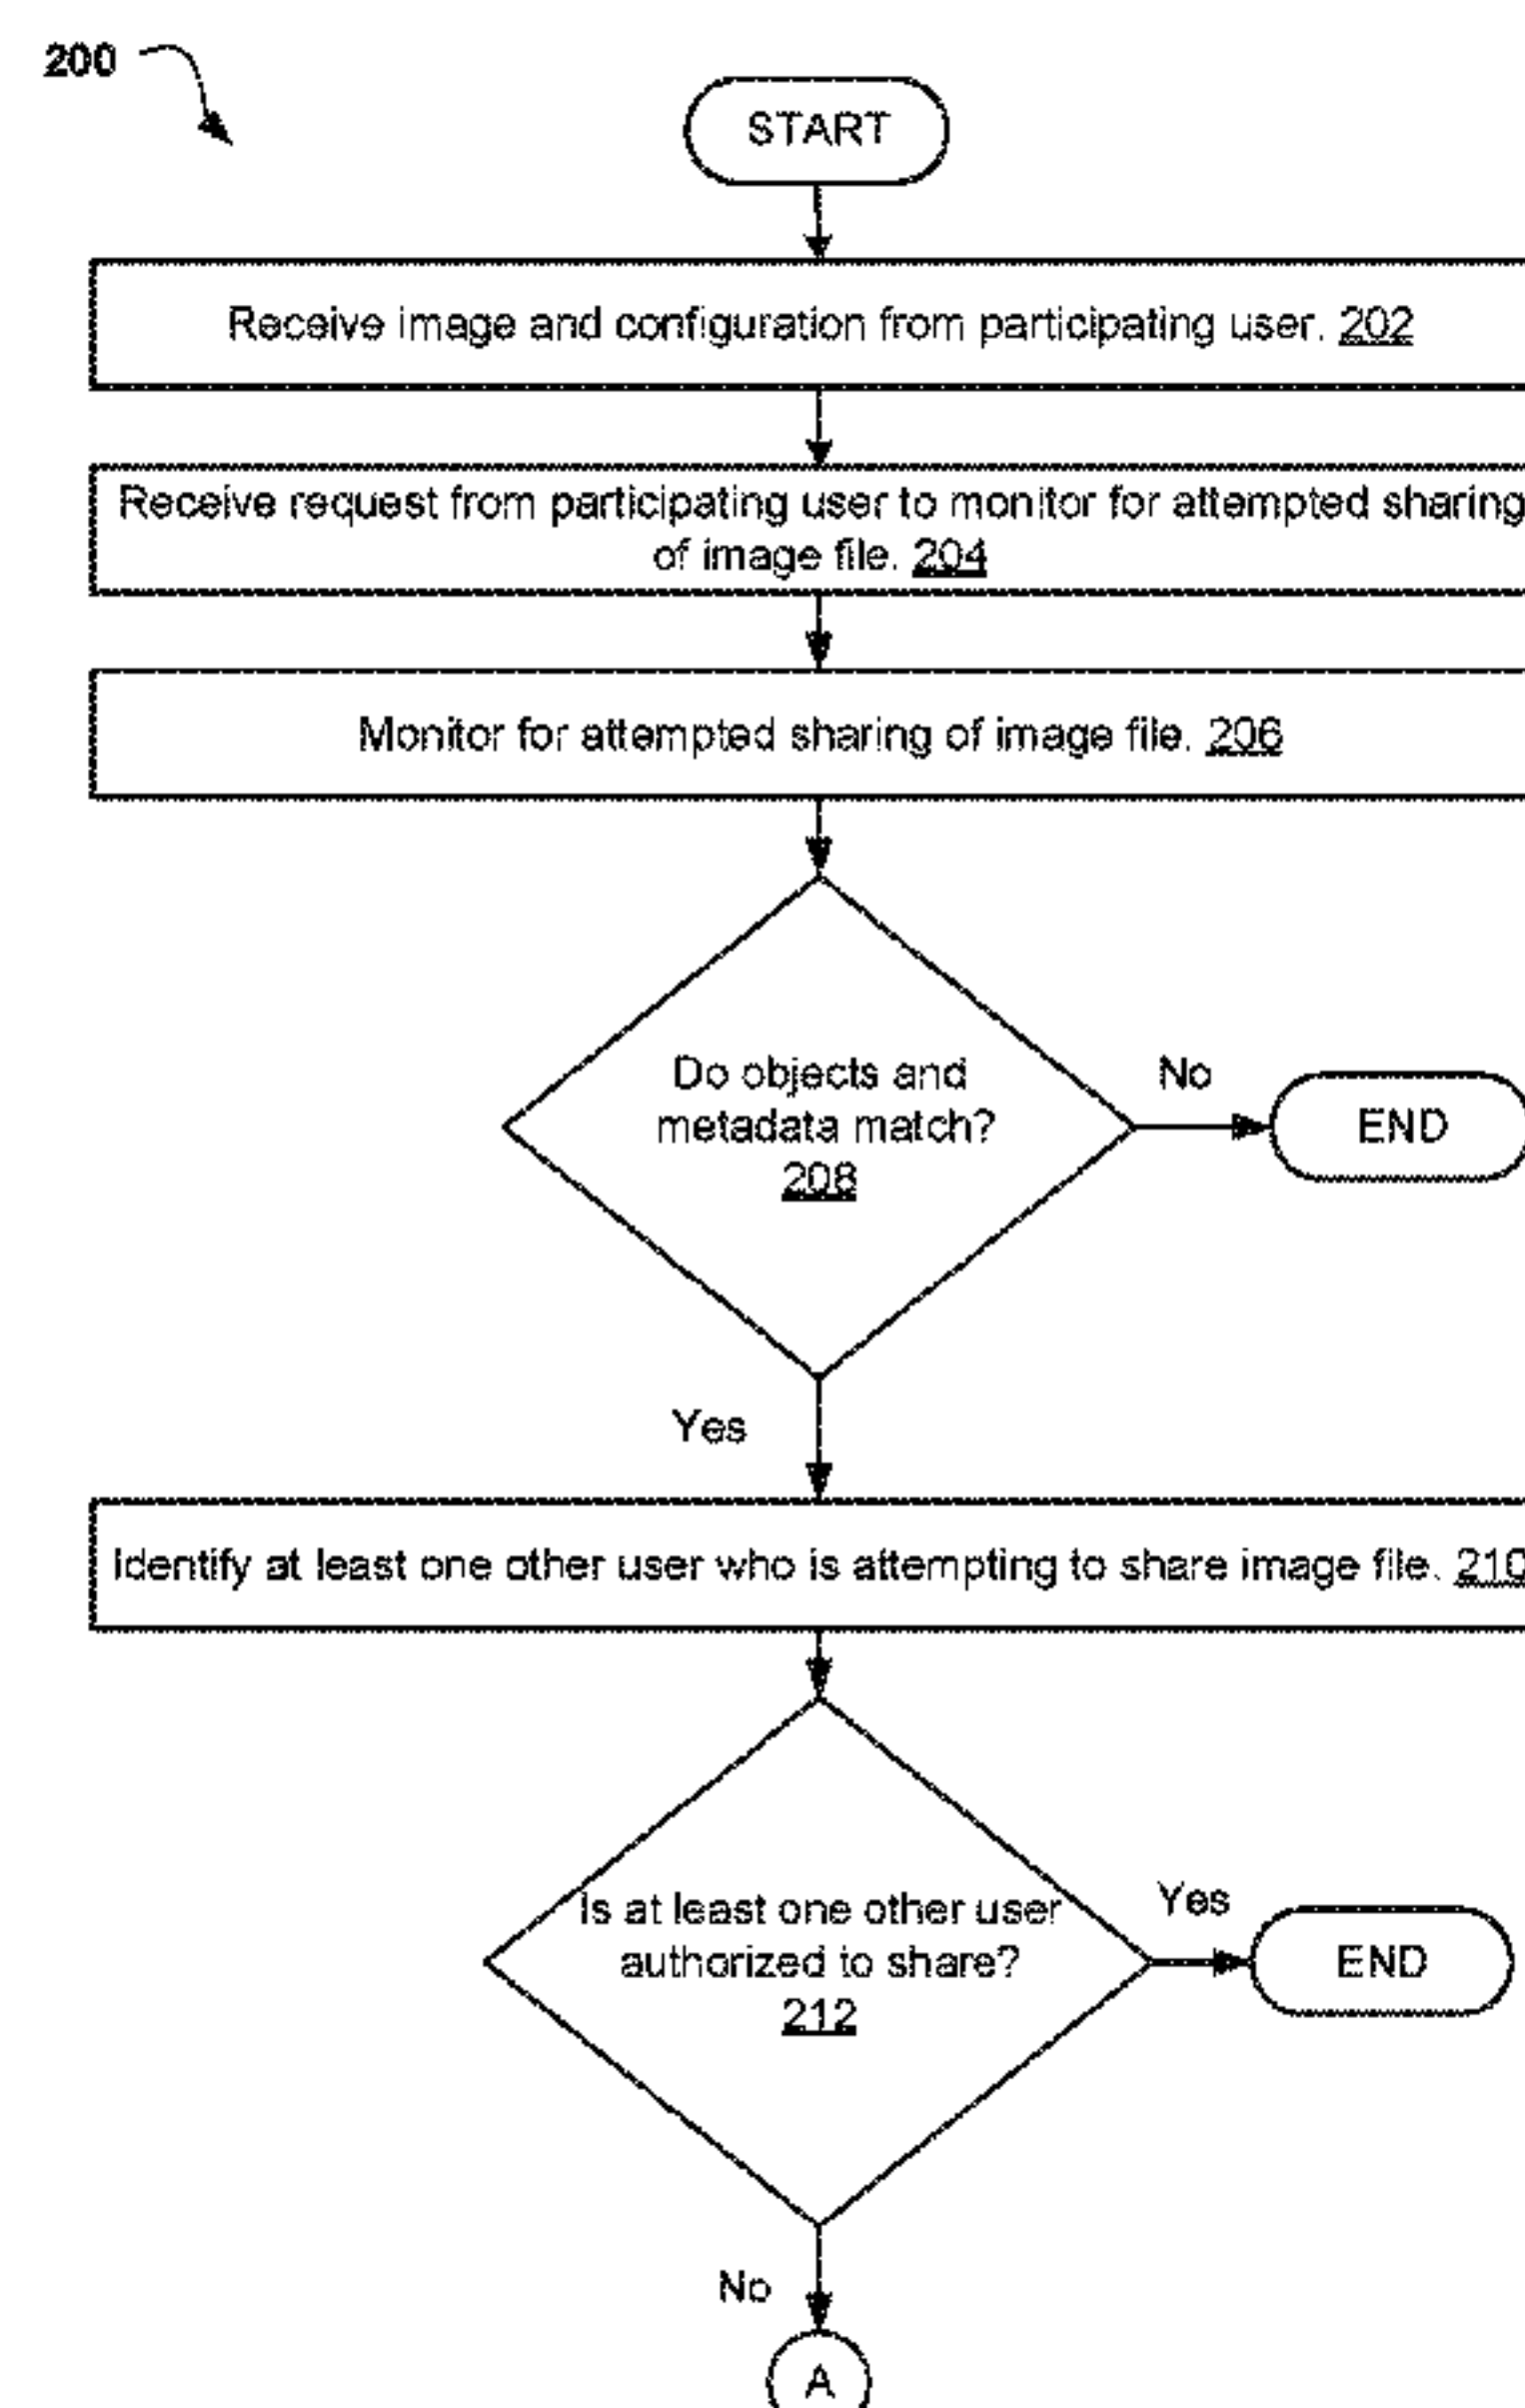 200
START
Receive image and configuration from participating user. 202
Receive request from participating user to monitor for attempted sharing
of image file. 204
Monitor for attempted sharing of image file. 206
Do objects and
metadata match?
208
No
END
Yes
Identify at least one other user who is attempting to share image file. 210
Is at least one other user
authorized to share?
212
Yes
END
No
A